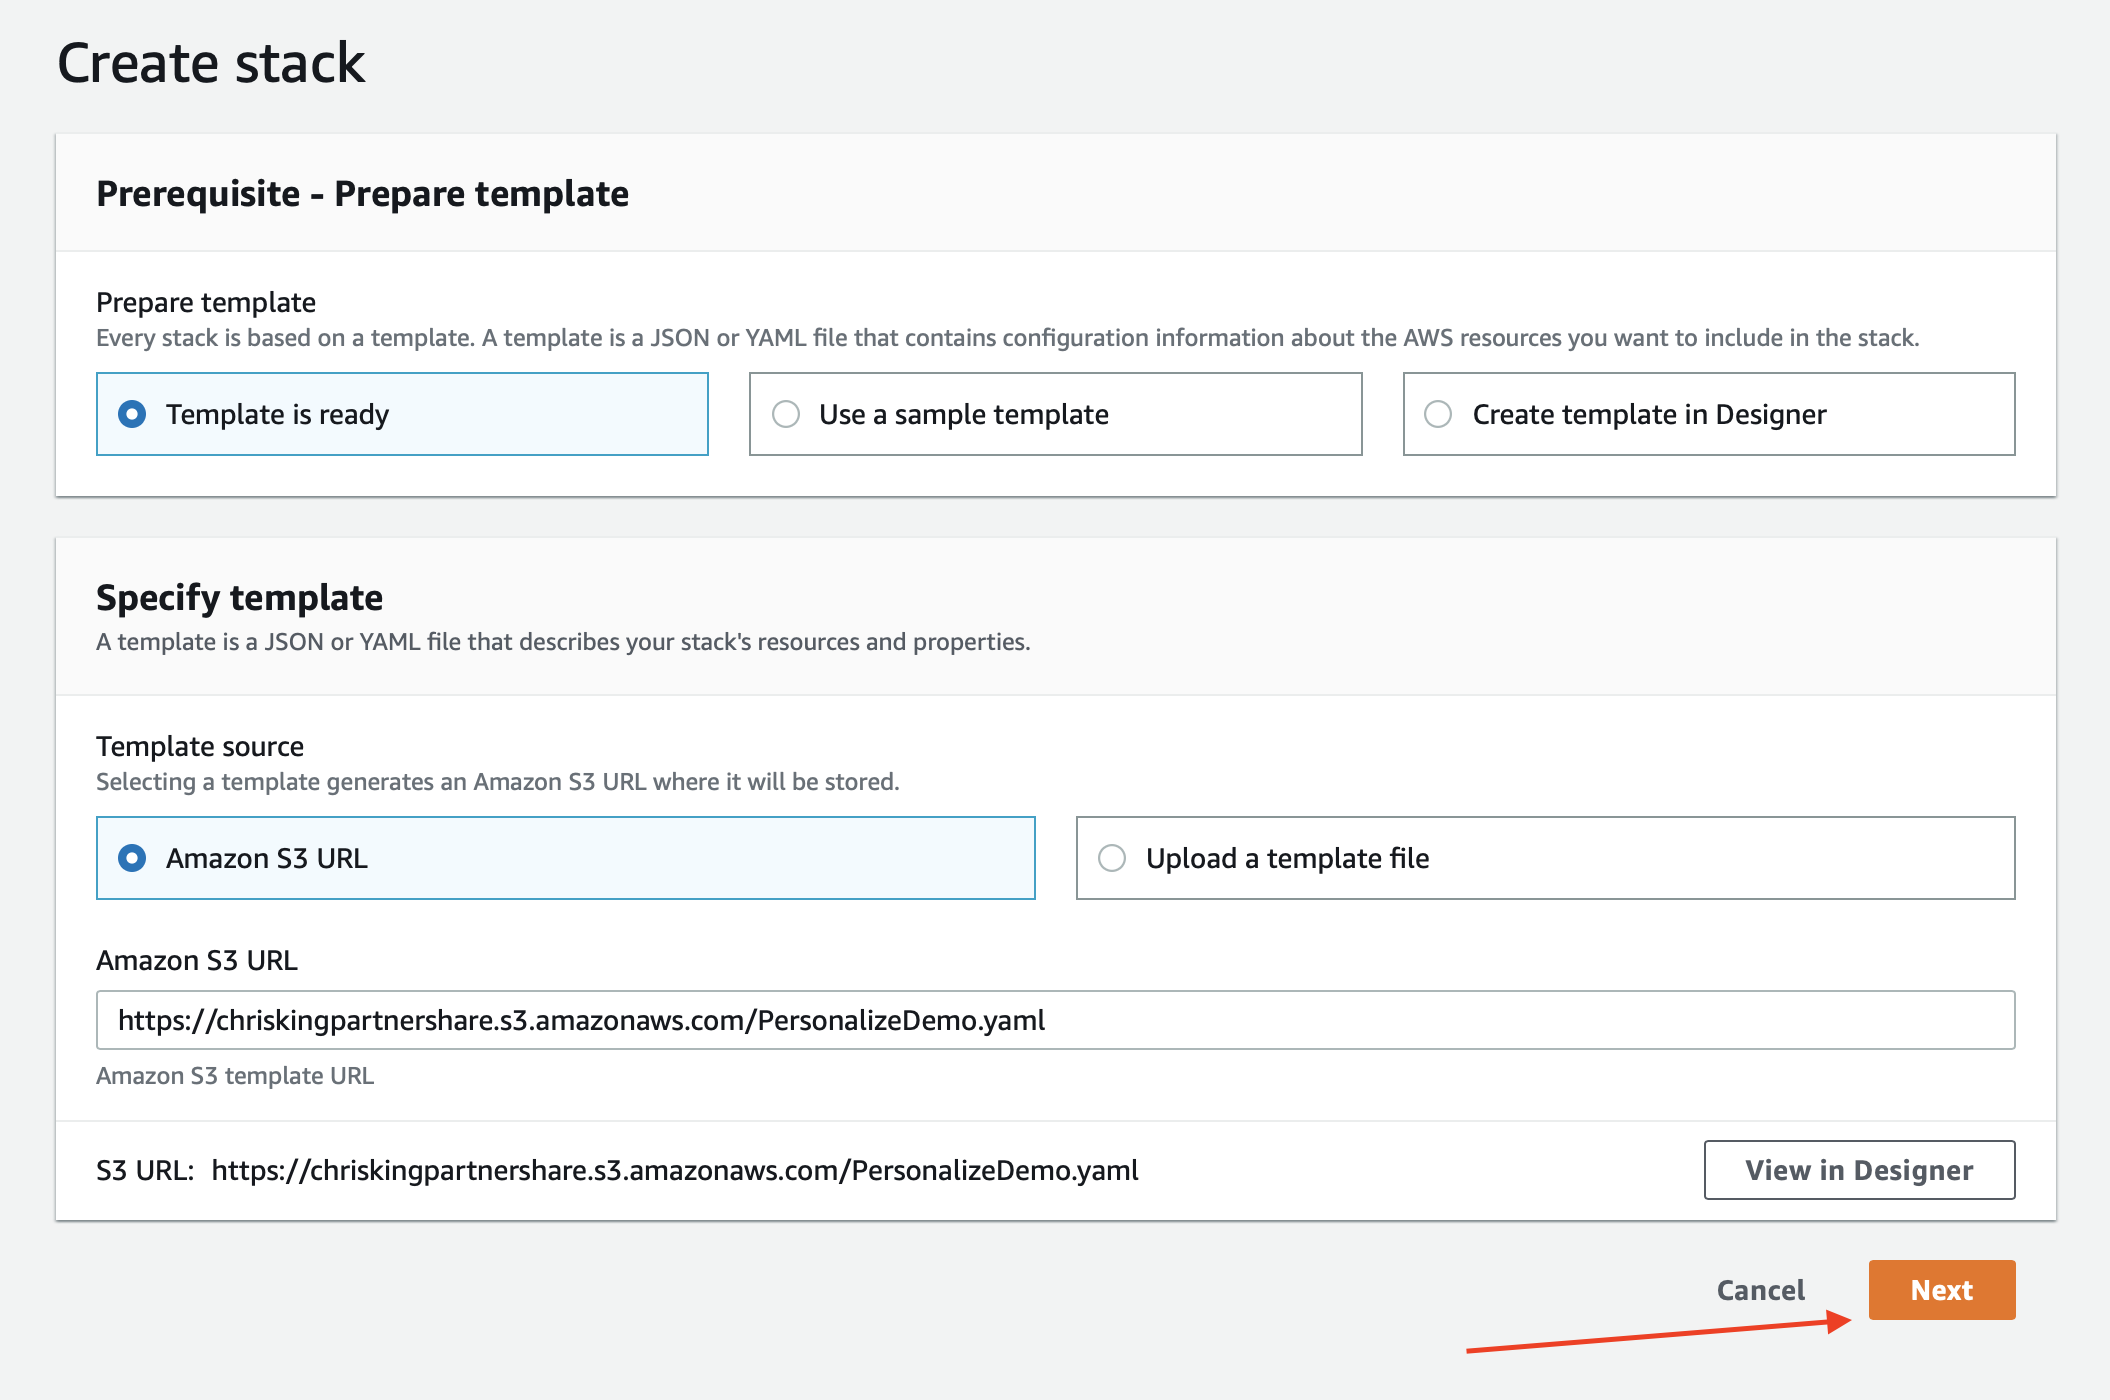 Create stack
Prerequisite - Prepare template
Prepare template
Every stack is based on a template. A template is a JSON or YAML file that contains configuration information about the AWS resources you want to include in the stack.
Template is ready
Use a sample template
Create template in Designer
Specify template
A template is a JSON or YAML file that describes your stack's resources and properties.
Template source
Selecting a template generates an Amazon S3 URL where it will be stored.
Amazon S3 URL
Upload a template file
Amazon S3 URL
https://chriskingpartnershare.s3.amazonaws.com/PersonalizeDemo.yaml
Amazon S3 template URL
S3 URL: https://chriskingpartnershare.s3.amazonaws.com/PersonalizeDemo.yaml
View in Designer
Cancel
Next